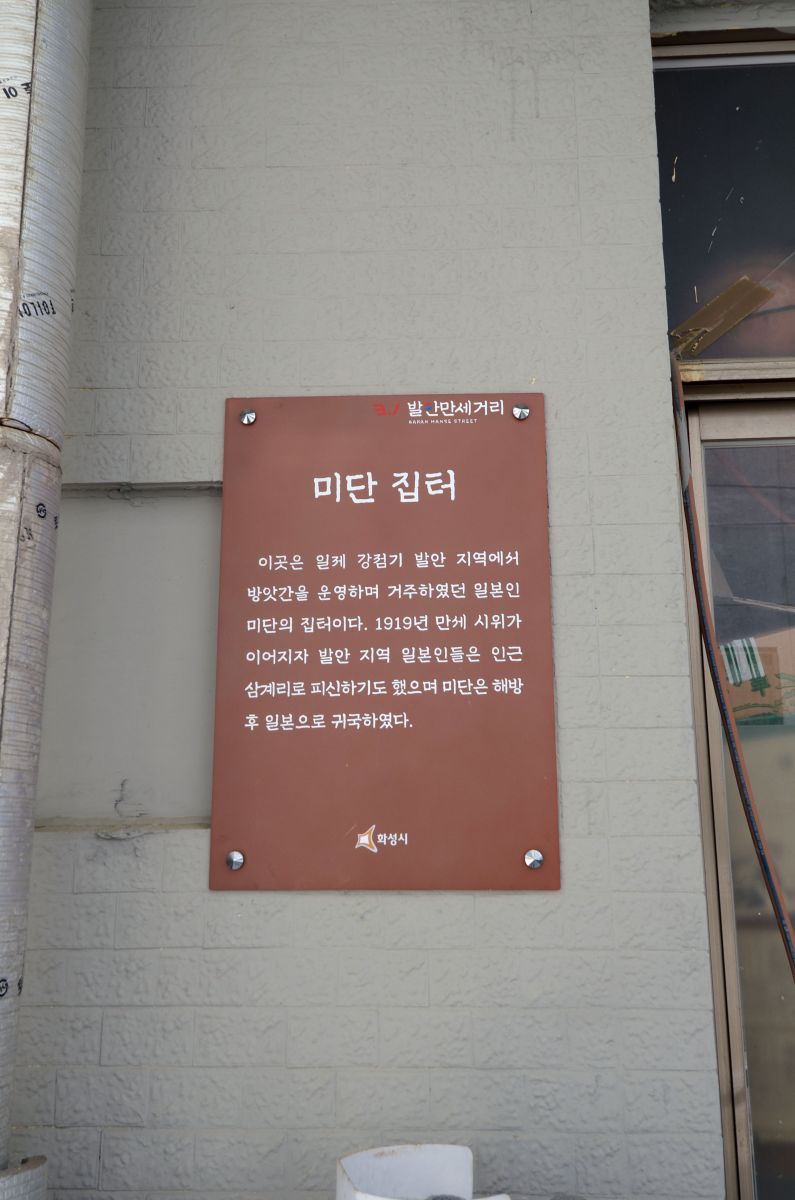 3.1 발안만세거리
BARAN MANSE STREET
미단 집터
이곳은 일제 강점기 발안 지역에서
방앗간을 운영하며 거주하였던 일본인
미단의 집터이다. 1919년 만세 시위가
이어지자 발안 지역 일본인들은 인근
삼계리로 피신하기도 했으며 미단은 해방
후 일본으로 귀국하였다.
화성시